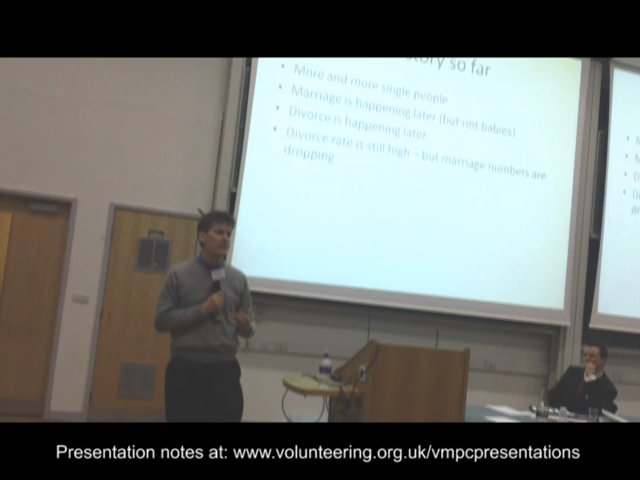 story so far
• More and more single people
• Marriage is happening later (but not babies)
• Divorce is happening later
• Divorce rate is still high – but marriage numbers are
dropping
Presentation notes at: www.volunteering.org.uk/vmpcpresentations